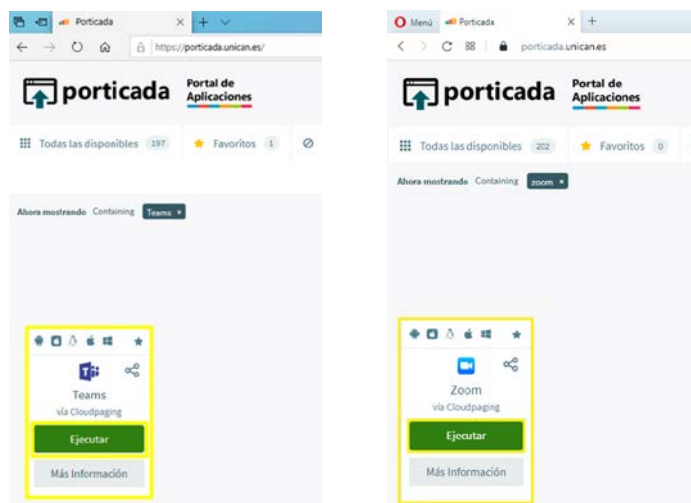 Porticada
https://porticada.unican.es/
porticada
Portal de
Aplicaciones
Todas las disponibles 197
Favoritos 1
Ahora mostrando Containing Teams ×
Teams
vía Cloudpaging
Ejecutar
Más Información
Menú
Porticada
porticada.unican.es
porticada
Portal de
Aplicaciones
Todas las disponibles 202
Favoritos 0
Ahora mostrando Containing zoom ×
Zoom
vía Cloudpaging
Ejecutar
Más Información